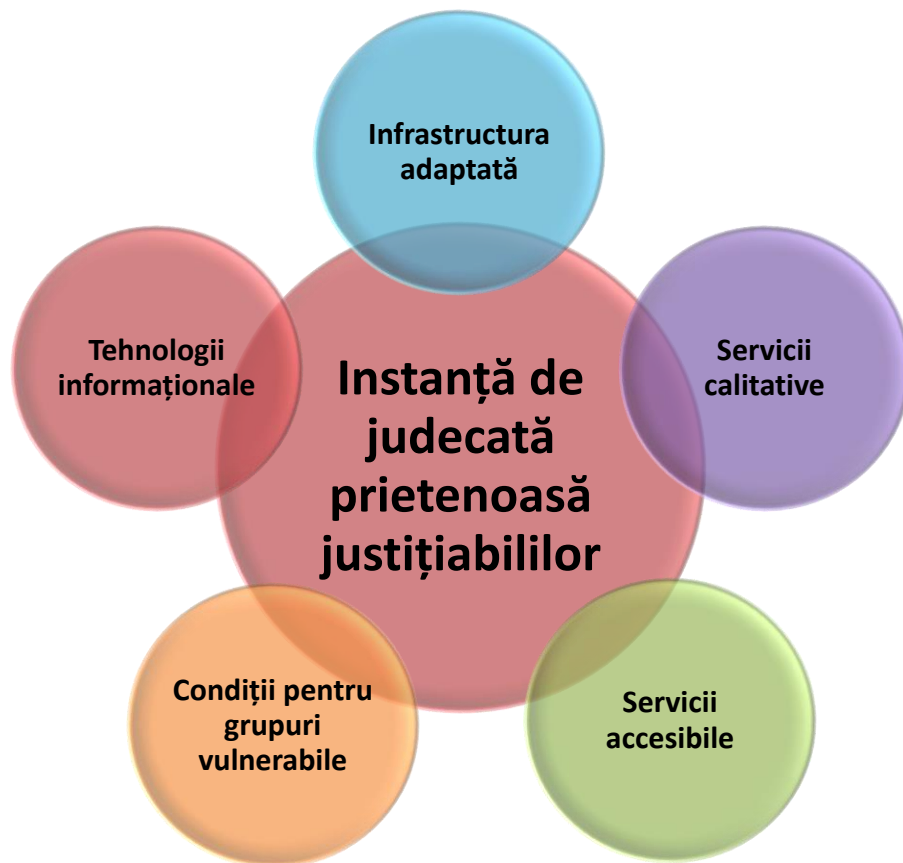 Infrastructura
adaptată
Tehnologii
informaționale
Servicii
calitative
Instanță de
judecată
prietenoasă
justițiabililor
Condiții pentru
grupuri
vulnerabile
Servicii
accesibile